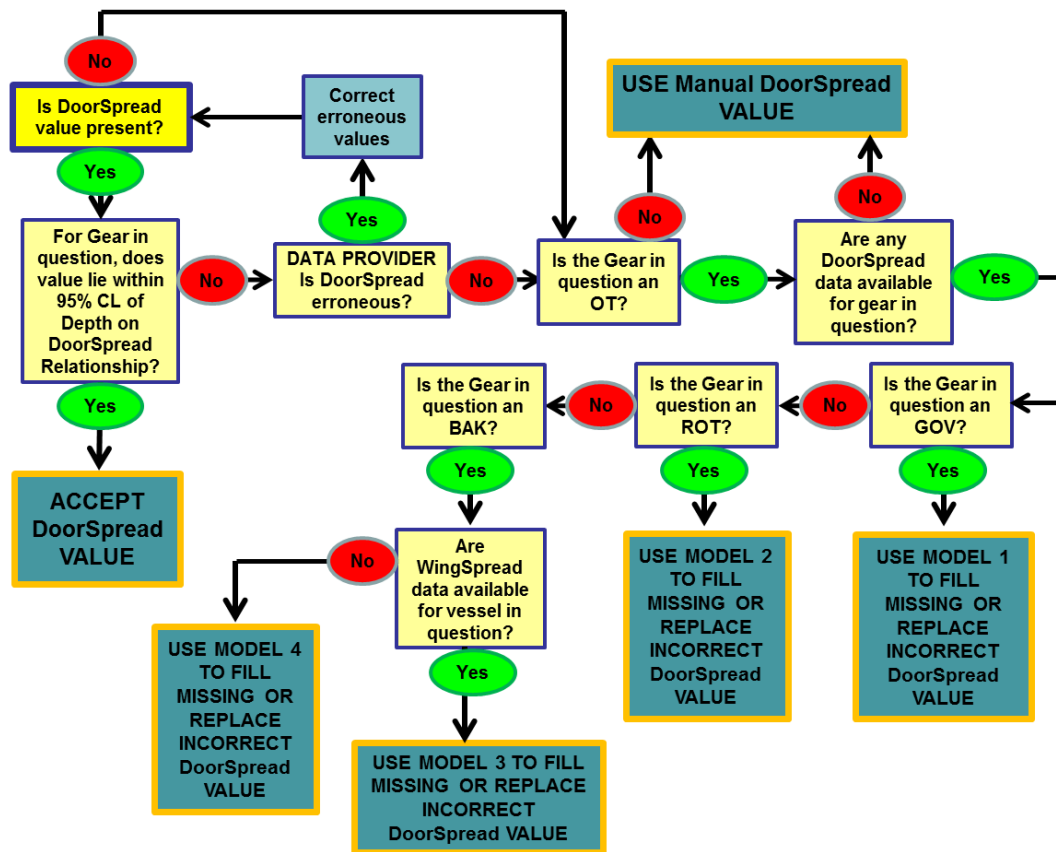 No
Is DoorSpread
value present?
Yes
Correct
erroneous
values
Yes
USE Manual DoorSpread
VALUE
No
No
For Gear in
question, does
value lie within
95% CL of
Depth on
DoorSpread
Relationship?
No
DATA PROVIDER
Is DoorSpread
erroneous?
No
Is the Gear in
question an
OT?
Yes
Are any
DoorSpread
data available
for gear in
question?
Yes
Yes
ACCEPT
DoorSpread
VALUE
Is the Gear in
question an
BAK?
No
Is the Gear in
question an
ROT?
No
Is the Gear in
question an
GOV?
Yes
Yes
Yes
No
Are
WingSpread
data available
for vessel in
question?
Yes
USE MODEL 2
TO FILL
MISSING OR
REPLACE
INCORRECT
DoorSpread
VALUE
USE MODEL 1
TO FILL
MISSING OR
REPLACE
INCORRECT
DoorSpread
VALUE
USE MODEL 4
TO FILL
MISSING OR
REPLACE
INCORRECT
DoorSpread
VALUE
USE MODEL 3 TO FILL
MISSING OR REPLACE
INCORRECT
DoorSpread VALUE